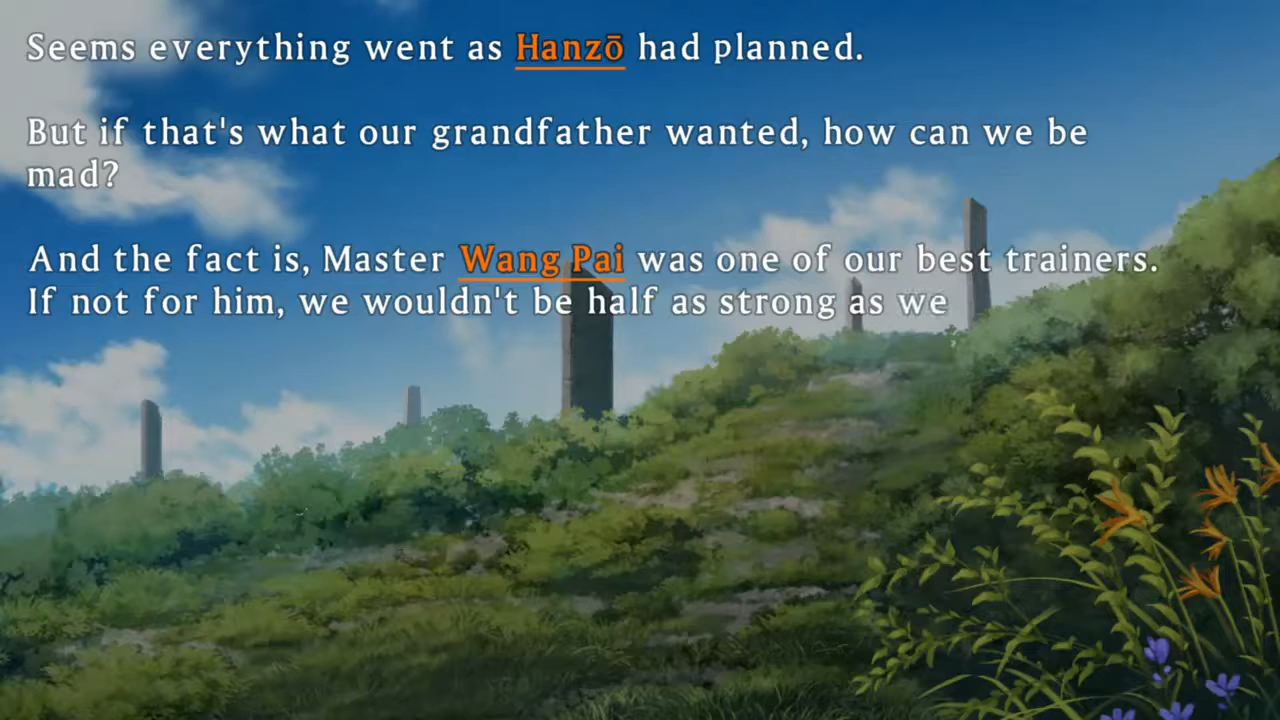 Seems everything went as Hanzō had planned.
But if that's what our grandfather wanted, how can we be
mad?
And the fact is, Master Wang Pai was one of our best trainers.
If not for him, we wouldn't be half as strong as we